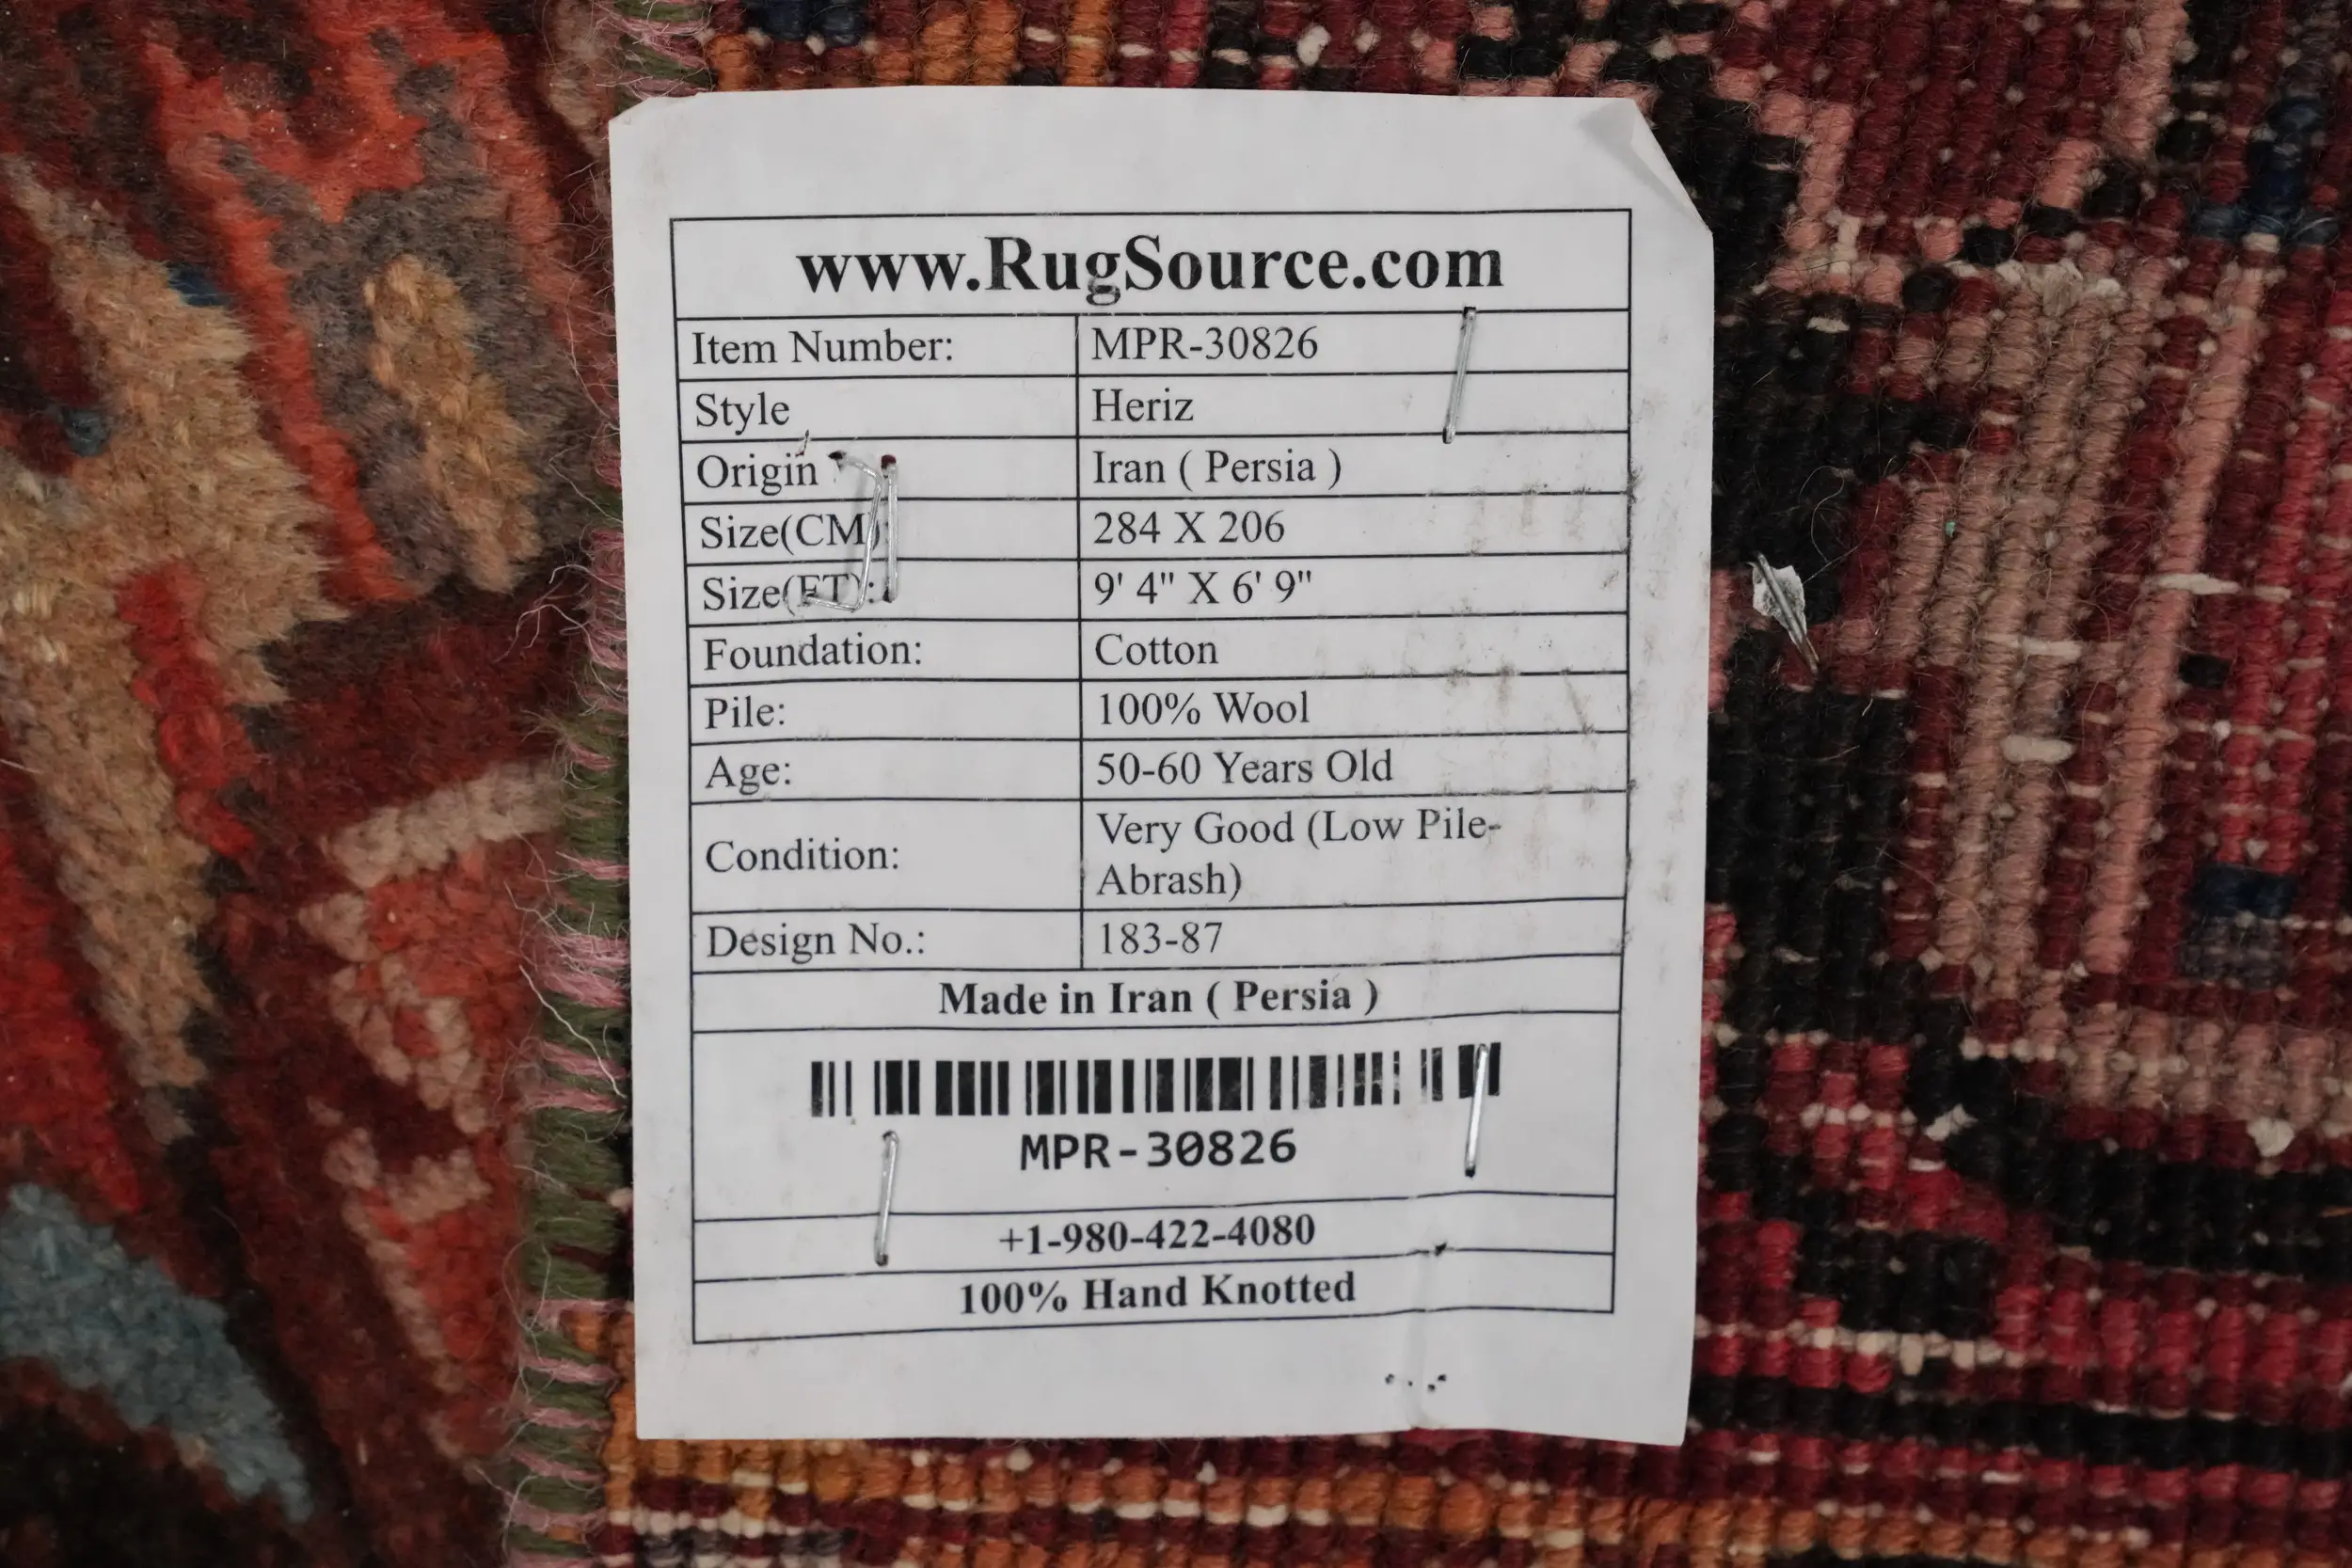 www.RugSource.com
Item Number: MPR-30826
Style Heriz
Origin Iran ( Persia )
Size(CM): 284 X 206
Size(FT): 9' 4" X 6' 9"
Foundation: Cotton
Pile: 100% Wool
Age: 50-60 Years Old
Condition: Very Good (Low Pile-
Abrash)
Design No.: 183-87
Made in Iran ( Persia )
MPR-30826
+1-980-422-4080
100% Hand Knotted